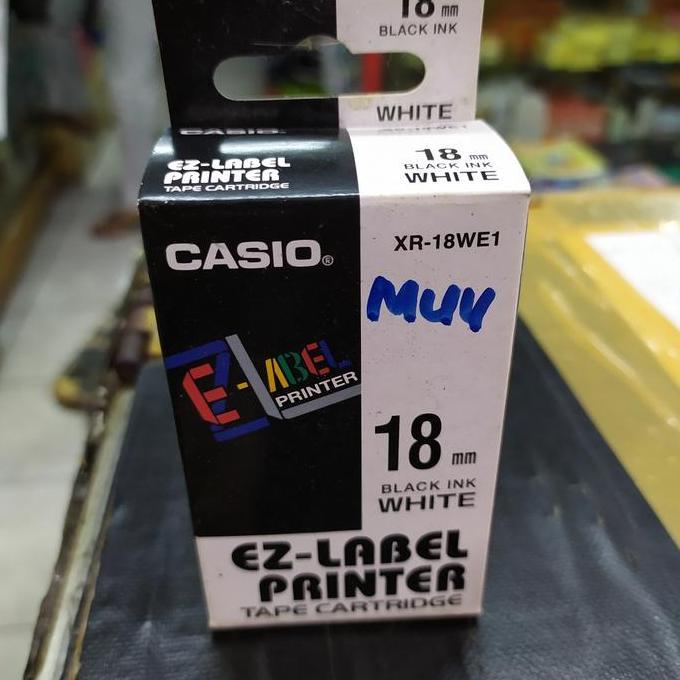 18 mm
BLACK INK
WHITE
CASIO
EZ-LABEL
PRINTER
TAPE CARTRIDGE
18 mm
BLACK INK
WHITE
CASIO®
XR-18WE1
EZ-LABEL
PRINTER
18 mm
BLACK INK
WHITE
EZ-LABEL
PRINTER
TAPE CARTRIDGE